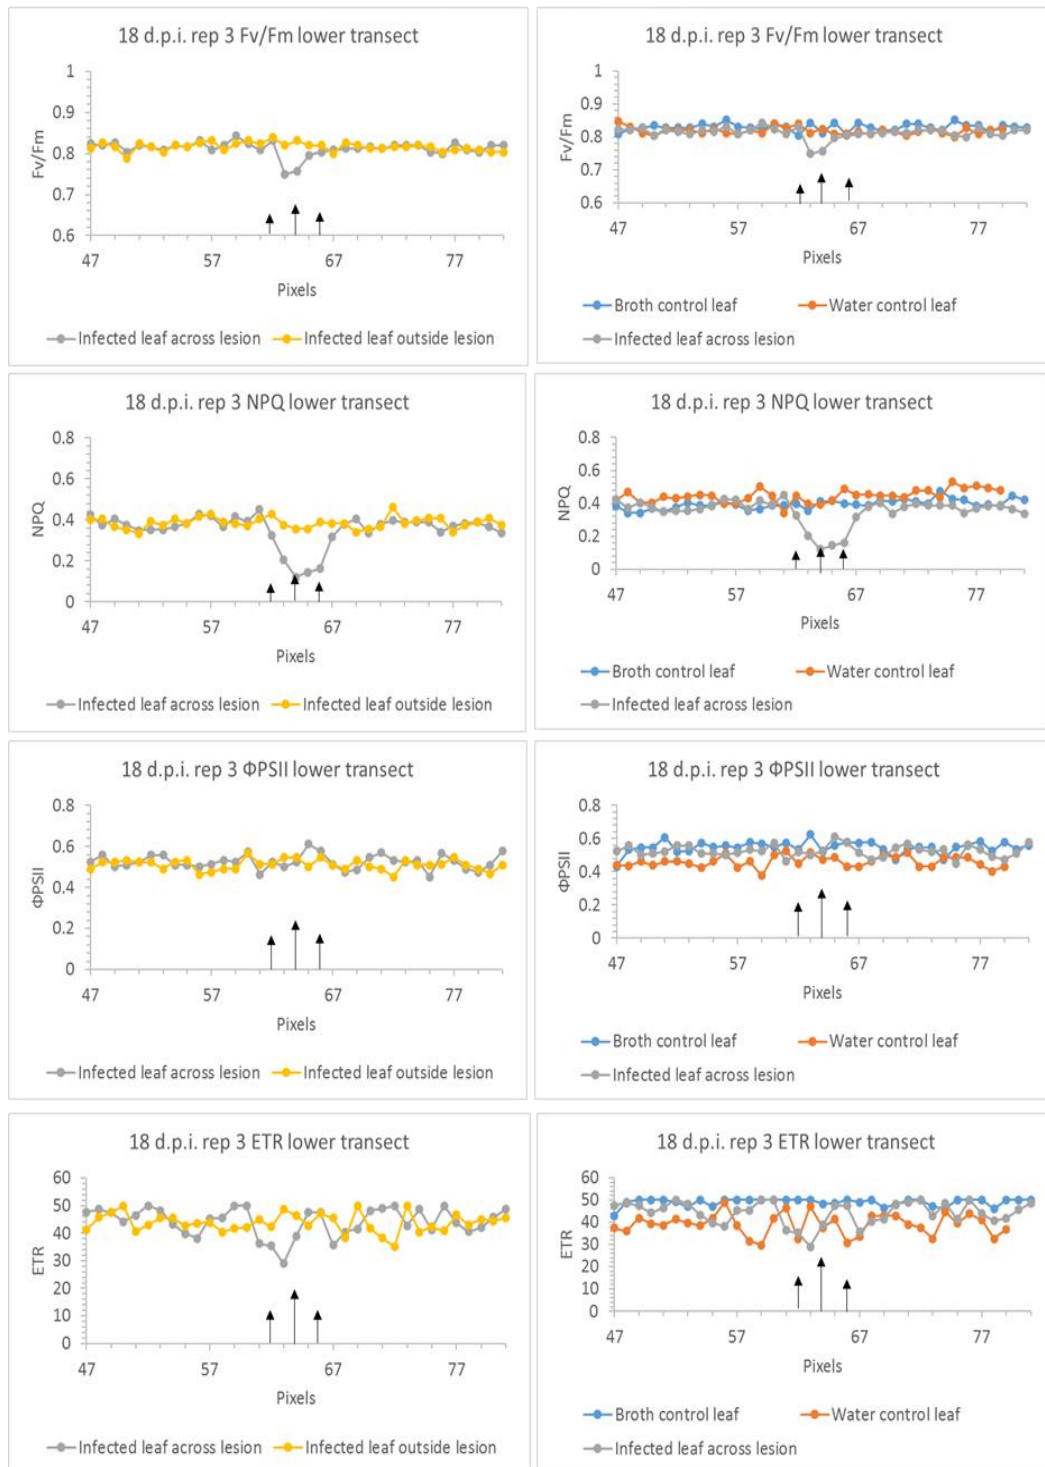 18 d.p.i. rep 3 Fv/Fm lower transect
1
0.9
0.8
0.7
0.6
Fv/Fm
47 57 67 77
Pixels
Infected leaf across lesion Infected leaf outside lesion
18 d.p.i. rep 3 Fv/Fm lower transect
1
0.9
0.8
0.7
0.6
Fv/Fm
47 57 67 77
Pixels
Broth control leaf Water control leaf
Infected leaf across lesion
18 d.p.i. rep 3 NPQ lower transect
0.8
0.6
0.4
0.2
0
NPQ
47 57 67 77
Pixels
Infected leaf across lesion Infected leaf outside lesion
18 d.p.i. rep 3 NPQ lower transect
0.8
0.6
0.4
0.2
0
NPQ
47 57 67 77
Pixels
Broth control leaf Water control leaf
Infected leaf across lesion
18 d.p.i. rep 3 ΦPSII lower transect
0.8
0.6
0.4
0.2
0
ΦPSII
47 57 67 77
Pixels
Infected leaf across lesion Infected leaf outside lesion
18 d.p.i. rep 3 ΦPSII lower transect
0.8
0.6
0.4
0.2
0
ΦPSII
47 57 67 77
Pixels
Broth control leaf Water control leaf
Infected leaf across lesion
18 d.p.i. rep 3 ETR lower transect
60
50
40
30
20
10
0
ETR
47 57 67 77
Pixels
Infected leaf across lesion Infected leaf outside lesion
18 d.p.i. rep 3 ETR lower transect
60
50
40
30
20
10
0
ETR
47 57 67 77
Pixels
Broth control leaf Water control leaf
Infected leaf across lesion